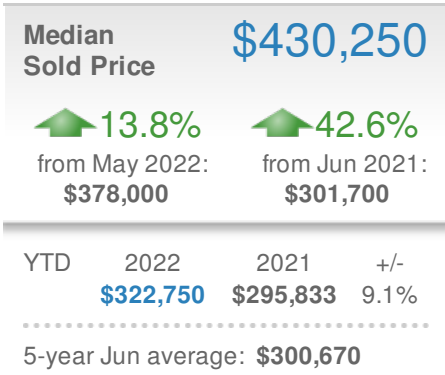 Median $430,250
Sold Price
13.8% 42.6%
from May 2022: from Jun 2021:
$378,000 $301,700
YTD 2022 2021 +/-
$322,750 $295,833 9.1%
5-year Jun average: $300,670